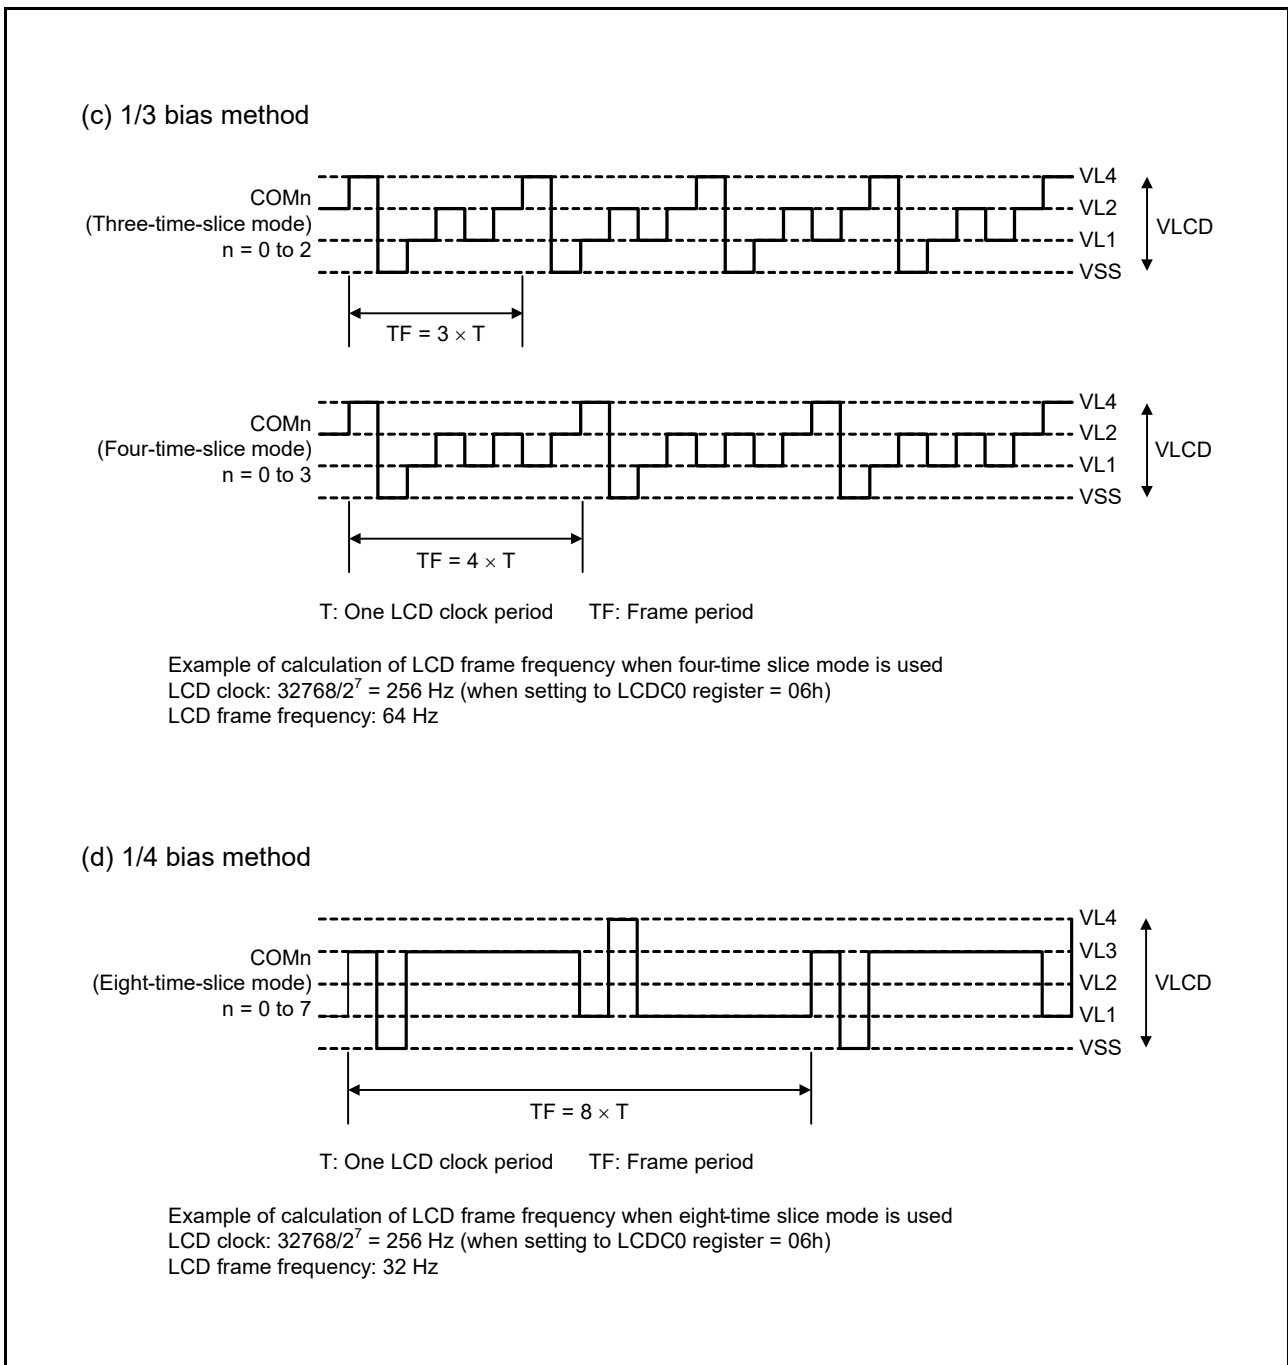 (c) 1/3 bias method
VL4
COMn
VL2
(Three-time-slice mode)
VLCD
VL1
n = 0 to 2
VSS
TF = 3 × T
VL4
COMn
VL2
(Four-time-slice mode)
VLCD
VL1
n = 0 to 3
VSS
TF = 4 × T
T: One LCD clock period TF: Frame period
Example of calculation of LCD frame frequency when four-time slice mode is used
LCD clock: 32768/2⁷ = 256 Hz (when setting to LCDC0 register = 06h)
LCD frame frequency: 64 Hz
(d) 1/4 bias method
VL4
VL3
COMn
(Eight-time-slice mode)
VL2
VLCD
n = 0 to 7
VL1
VSS
TF = 8 × T
T: One LCD clock period TF: Frame period
Example of calculation of LCD frame frequency when eight-time slice mode is used
LCD clock: 32768/2⁷ = 256 Hz (when setting to LCDC0 register = 06h)
LCD frame frequency: 32 Hz